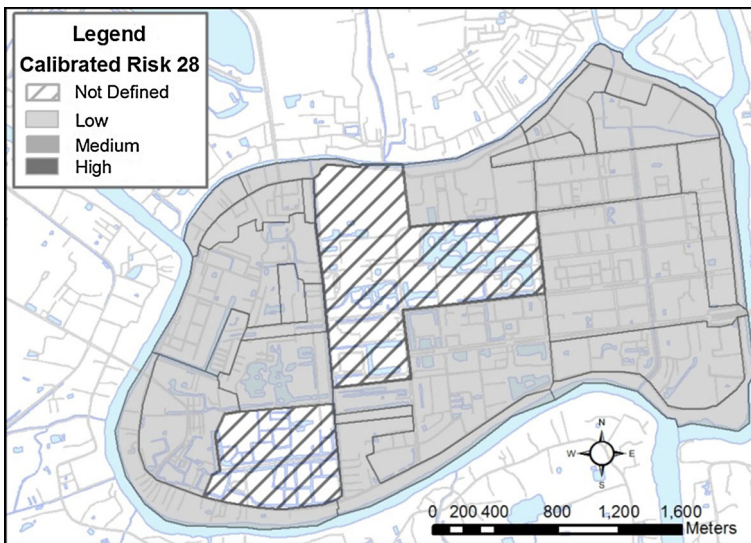 Legend
Calibrated Risk 28
Not Defined
Low
Medium
High
N
W E
S
0 200 400 800 1,200 1,600
Meters